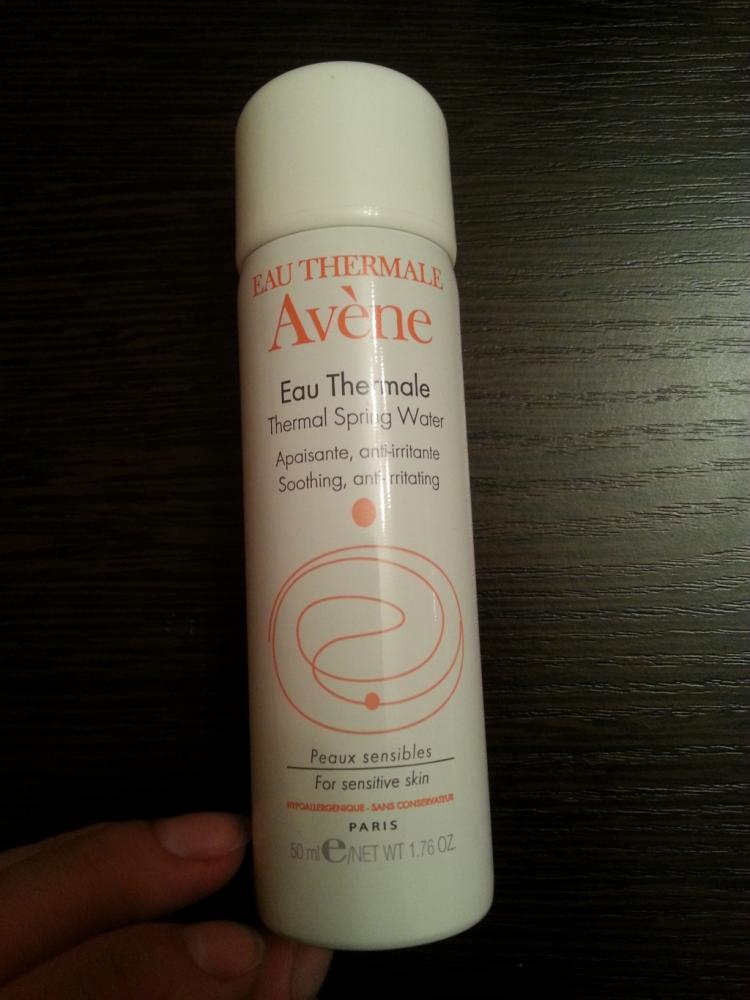 EAU THERMALE
Avène
Eau Thermale
Thermal Spring Water
Apaisante, anti-irritante
Soothing, anti-irritating
Peaux sensibles
For sensitive skin
HYPOALLERGENIQUE - SANS CONSERVATEUR
PARIS
50 ml e/NET WT 1.76 OZ.